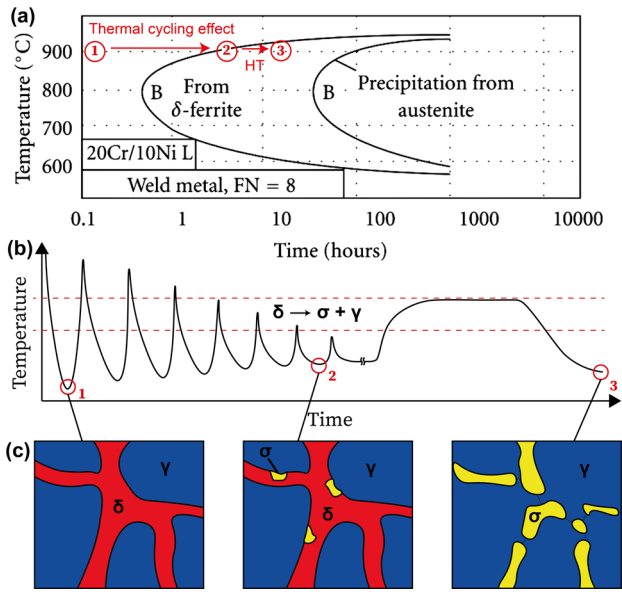 (a)
Temperature (°C)
900
800
700
600
1
Thermal cycling effect
2
HT
3
B
From
δ-ferrite
B
Precipitation from
austenite
20Cr/10Ni L
Weld metal, FN = 8
0.1
1
10
100
1000
10000
Time (hours)
(b)
Temperature
δ → σ + γ
1
2
3
Time
(c)
γ
δ
σ
γ
δ
γ
σ